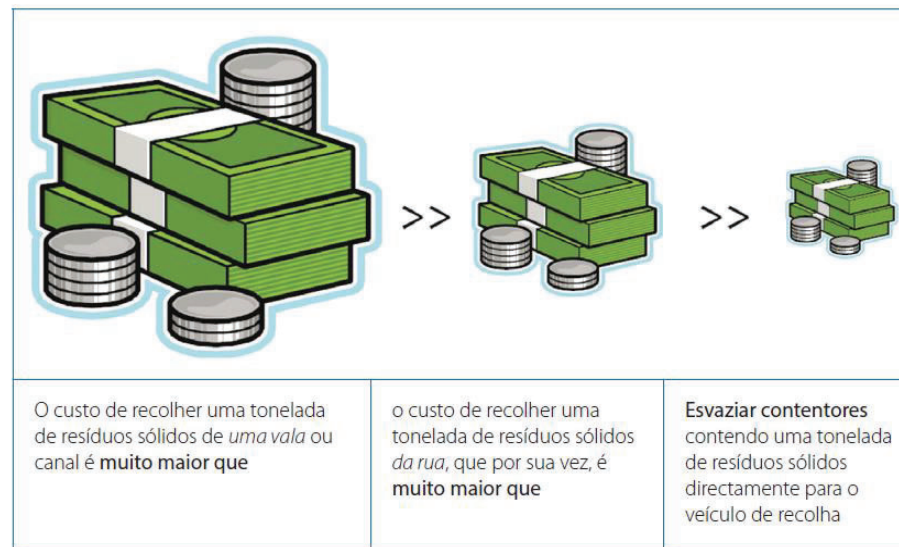 >> >>
O custo de recolher uma tonelada
de resíduos sólidos de uma vala ou
canal é muito maior que
o custo de recolher uma
tonelada de resíduos sólidos
da rua, que por sua vez, é
muito maior que
Esvaziar contentores
contendo uma tonelada
de resíduos sólidos
directamente para o
veículo de recolha